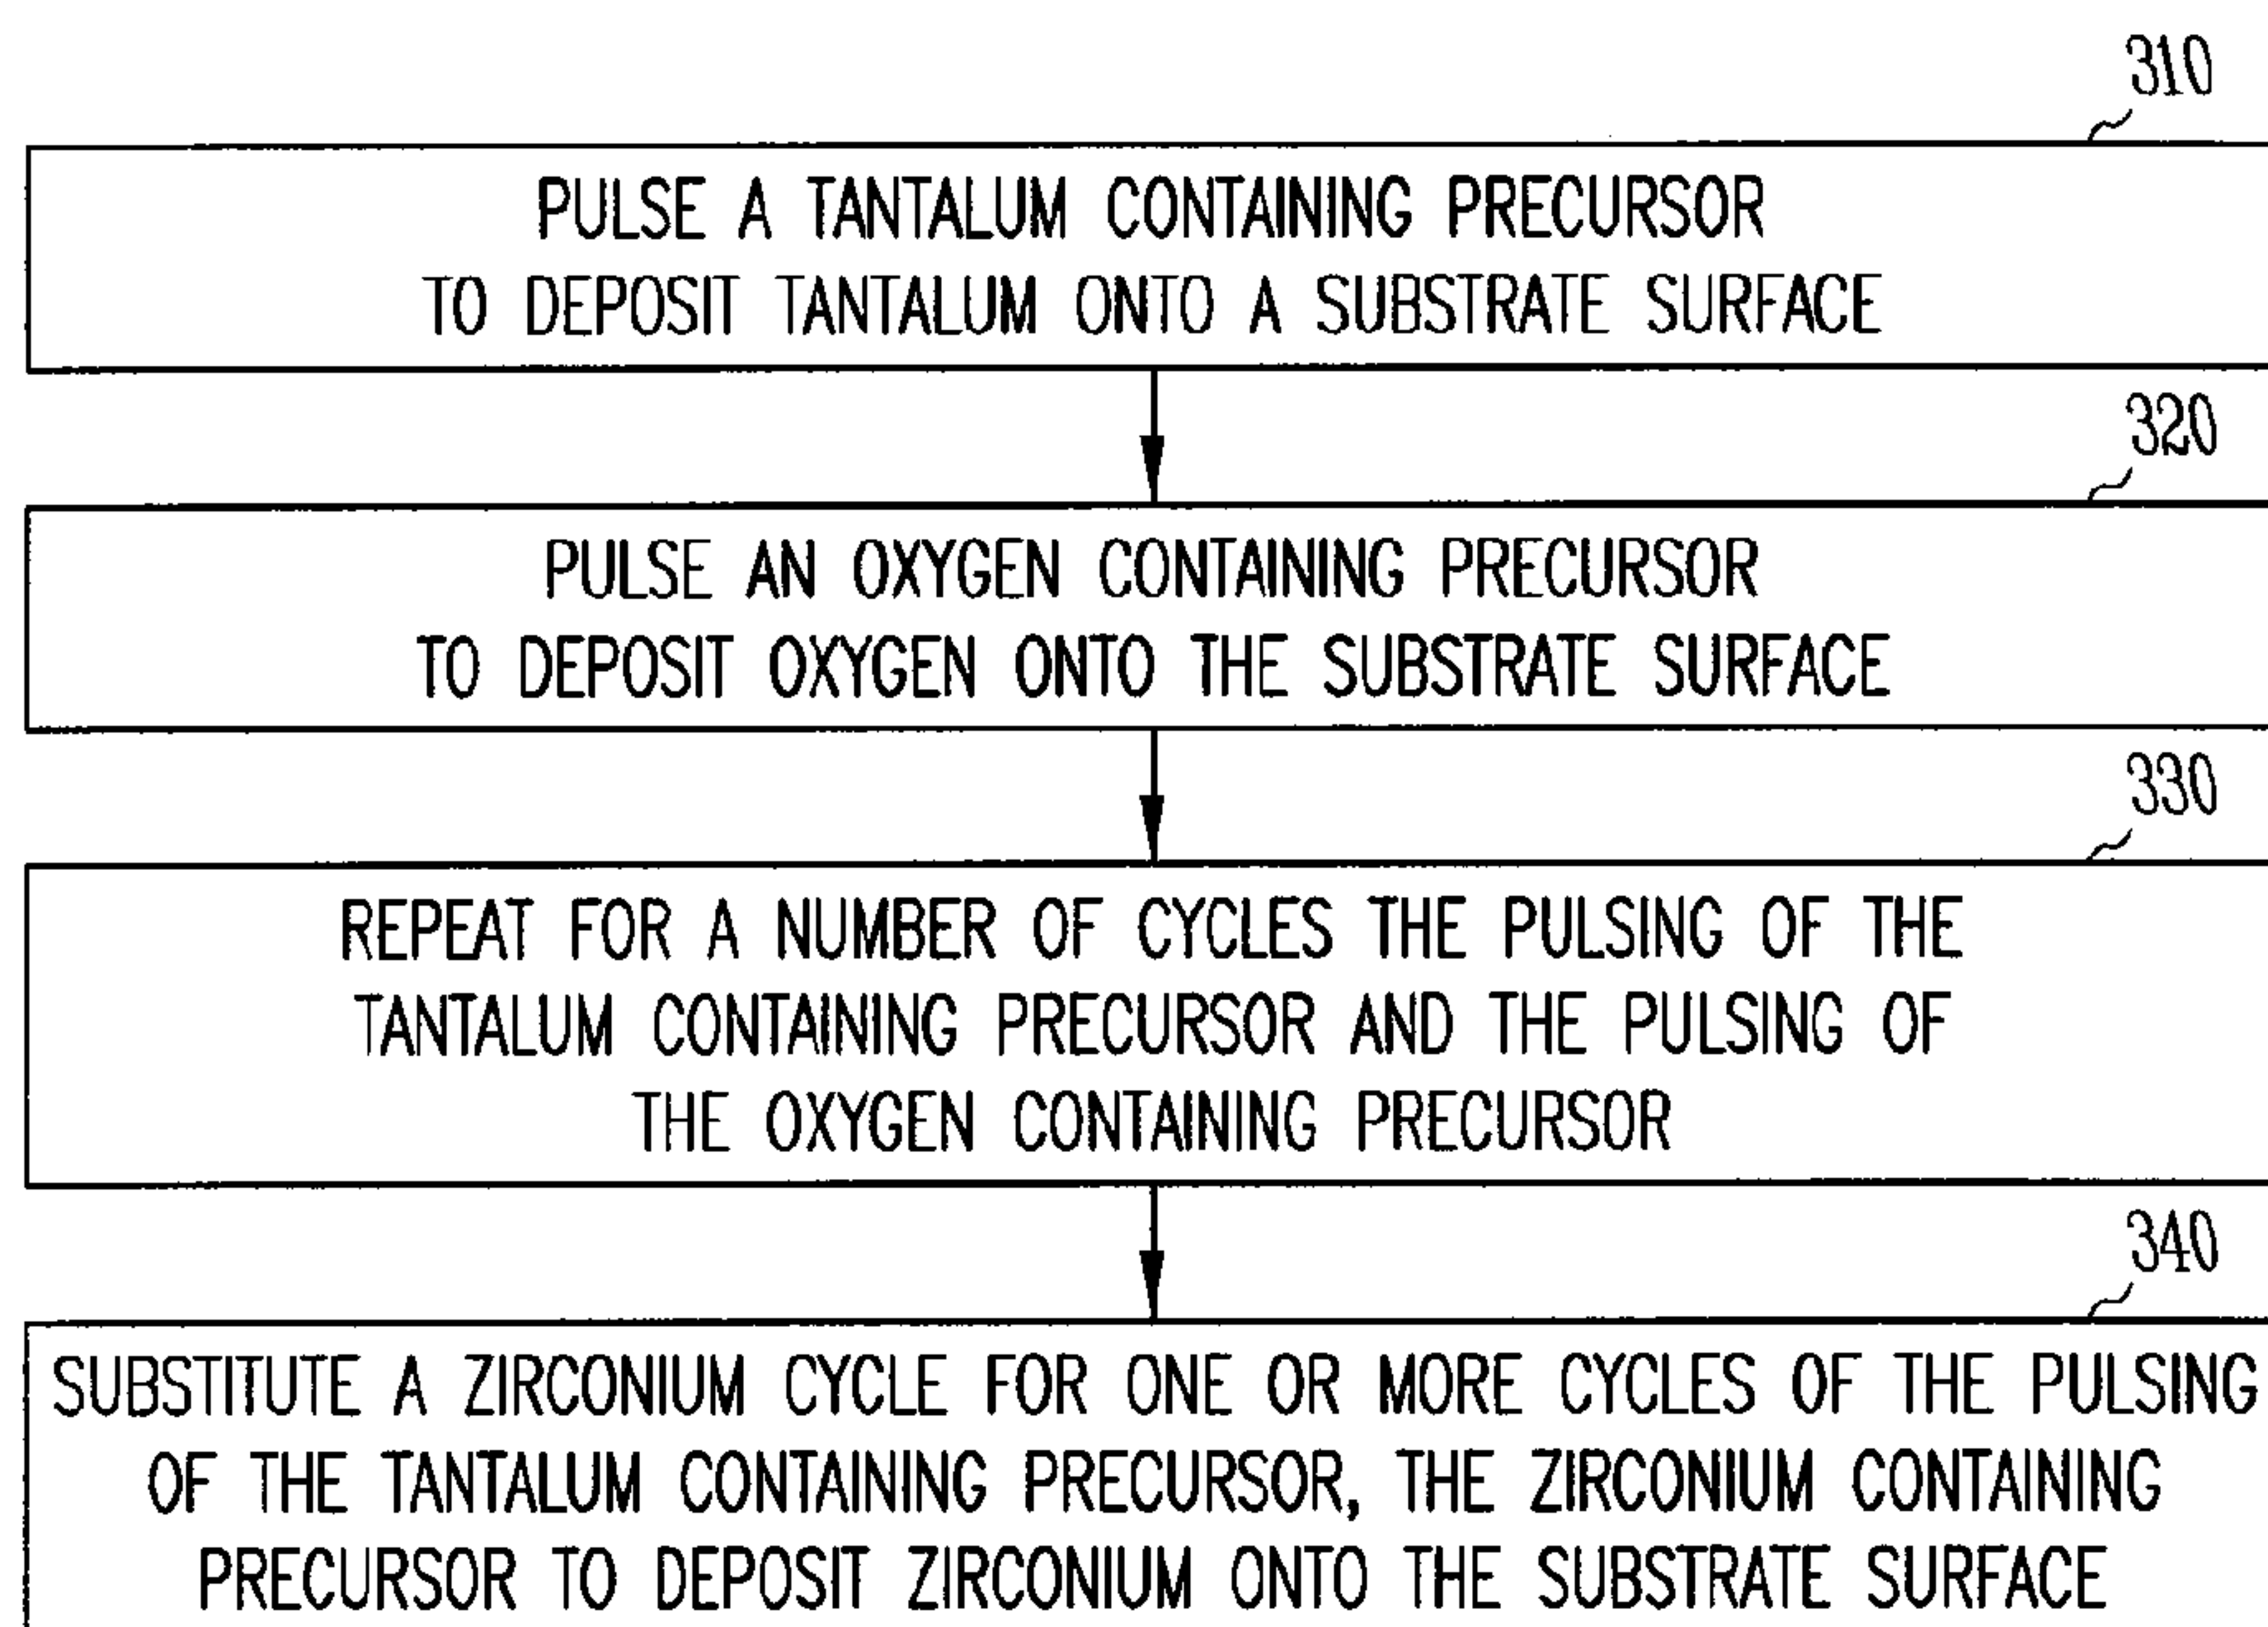 310
PULSE A TANTALUM CONTAINING PRECURSOR
TO DEPOSIT TANTALUM ONTO A SUBSTRATE SURFACE
320
PULSE AN OXYGEN CONTAINING PRECURSOR
TO DEPOSIT OXYGEN ONTO THE SUBSTRATE SURFACE
330
REPEAT FOR A NUMBER OF CYCLES THE PULSING OF THE
TANTALUM CONTAINING PRECURSOR AND THE PULSING OF
THE OXYGEN CONTAINING PRECURSOR
340
SUBSTITUTE A ZIRCONIUM CYCLE FOR ONE OR MORE CYCLES OF THE PULSING
OF THE TANTALUM CONTAINING PRECURSOR, THE ZIRCONIUM CONTAINING
PRECURSOR TO DEPOSIT ZIRCONIUM ONTO THE SUBSTRATE SURFACE